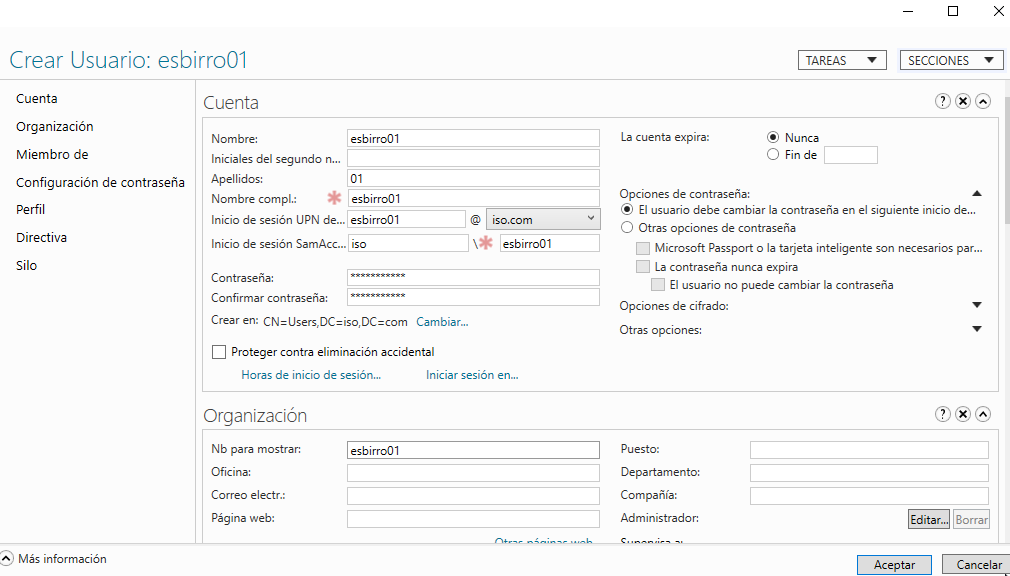 Crear Usuario: esbirro01
TAREAS
SECCIONES
Cuenta
Organización
Miembro de
Configuración de contraseña
Perfil
Directiva
Silo
Cuenta
Nombre: esbirro01
Iniciales del segundo n...
Apellidos: 01
Nombre compl.: * esbirro01
Inicio de sesión UPN de... esbirro01 @ iso.com
Inicio de sesión SamAcc... iso \* esbirro01
Contraseña: ***********
Confirmar contraseña: ***********
Crear en: CN=Users,DC=iso,DC=com Cambiar...
Proteger contra eliminación accidental
Horas de inicio de sesión... Iniciar sesión en...
La cuenta expira: Nunca
Fin de
Opciones de contraseña:
El usuario debe cambiar la contraseña en el siguiente inicio de...
Otras opciones de contraseña
Microsoft Passport o la tarjeta inteligente son necesarios par...
La contraseña nunca expira
El usuario no puede cambiar la contraseña
Opciones de cifrado:
Otras opciones:
Organización
Nb para mostrar: esbirro01
Oficina:
Correo electr.:
Página web:
Otras páginas web...
Puesto:
Departamento:
Compañía:
Administrador: Editar... Borrar
Supervisa a:
Más información
Aceptar
Cancelar